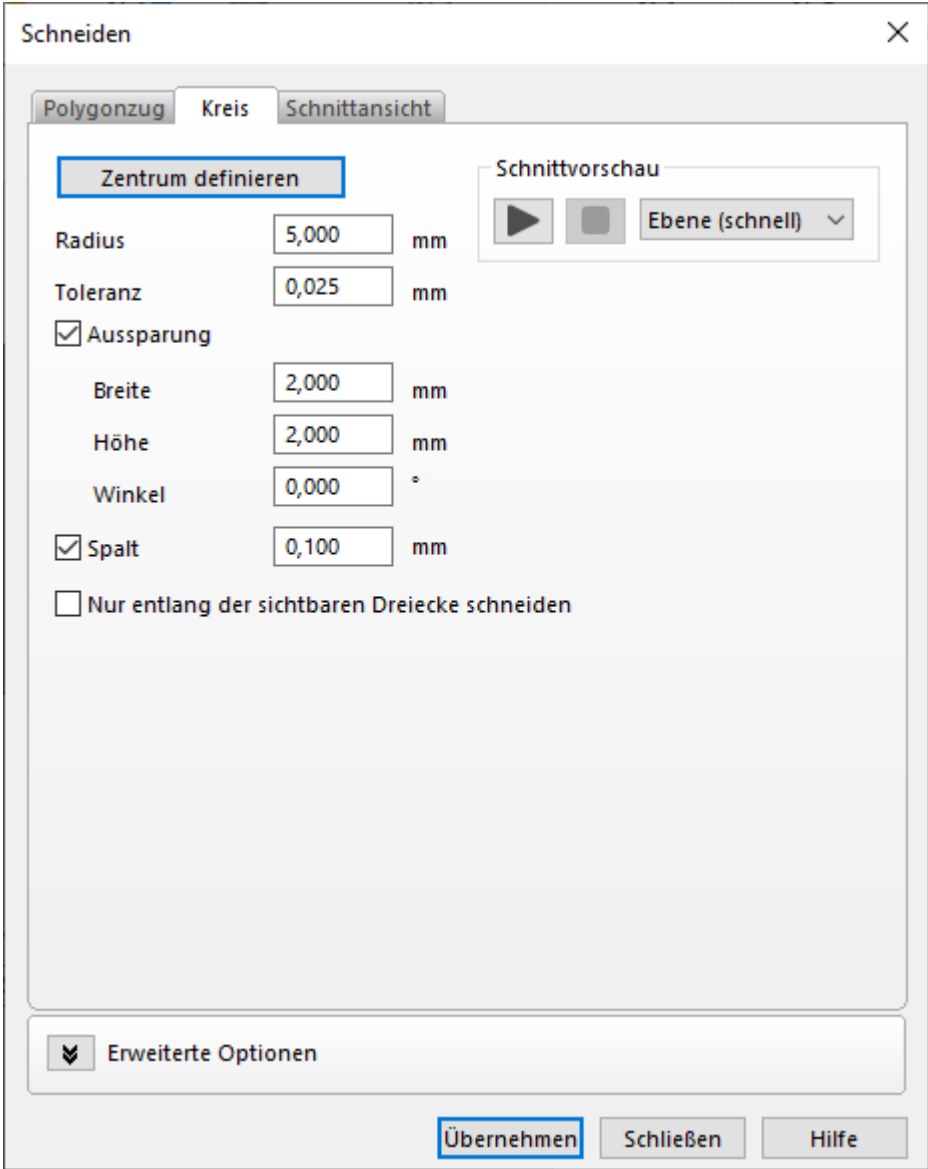 Schneiden
Polygonzug Kreis Schnittansicht
Zentrum definieren
Schnittvorschau
Ebene (schnell)
Radius 5,000 mm
Toleranz 0,025 mm
Aussparung
Breite 2,000 mm
Höhe 2,000 mm
Winkel 0,000 °
Spalt 0,100 mm
Nur entlang der sichtbaren Dreiecke schneiden
Erweiterte Optionen
Übernehmen Schließen Hilfe